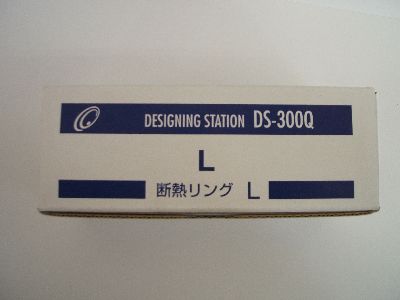 DESIGNING STATION DS-300Q
L
断熱リング L